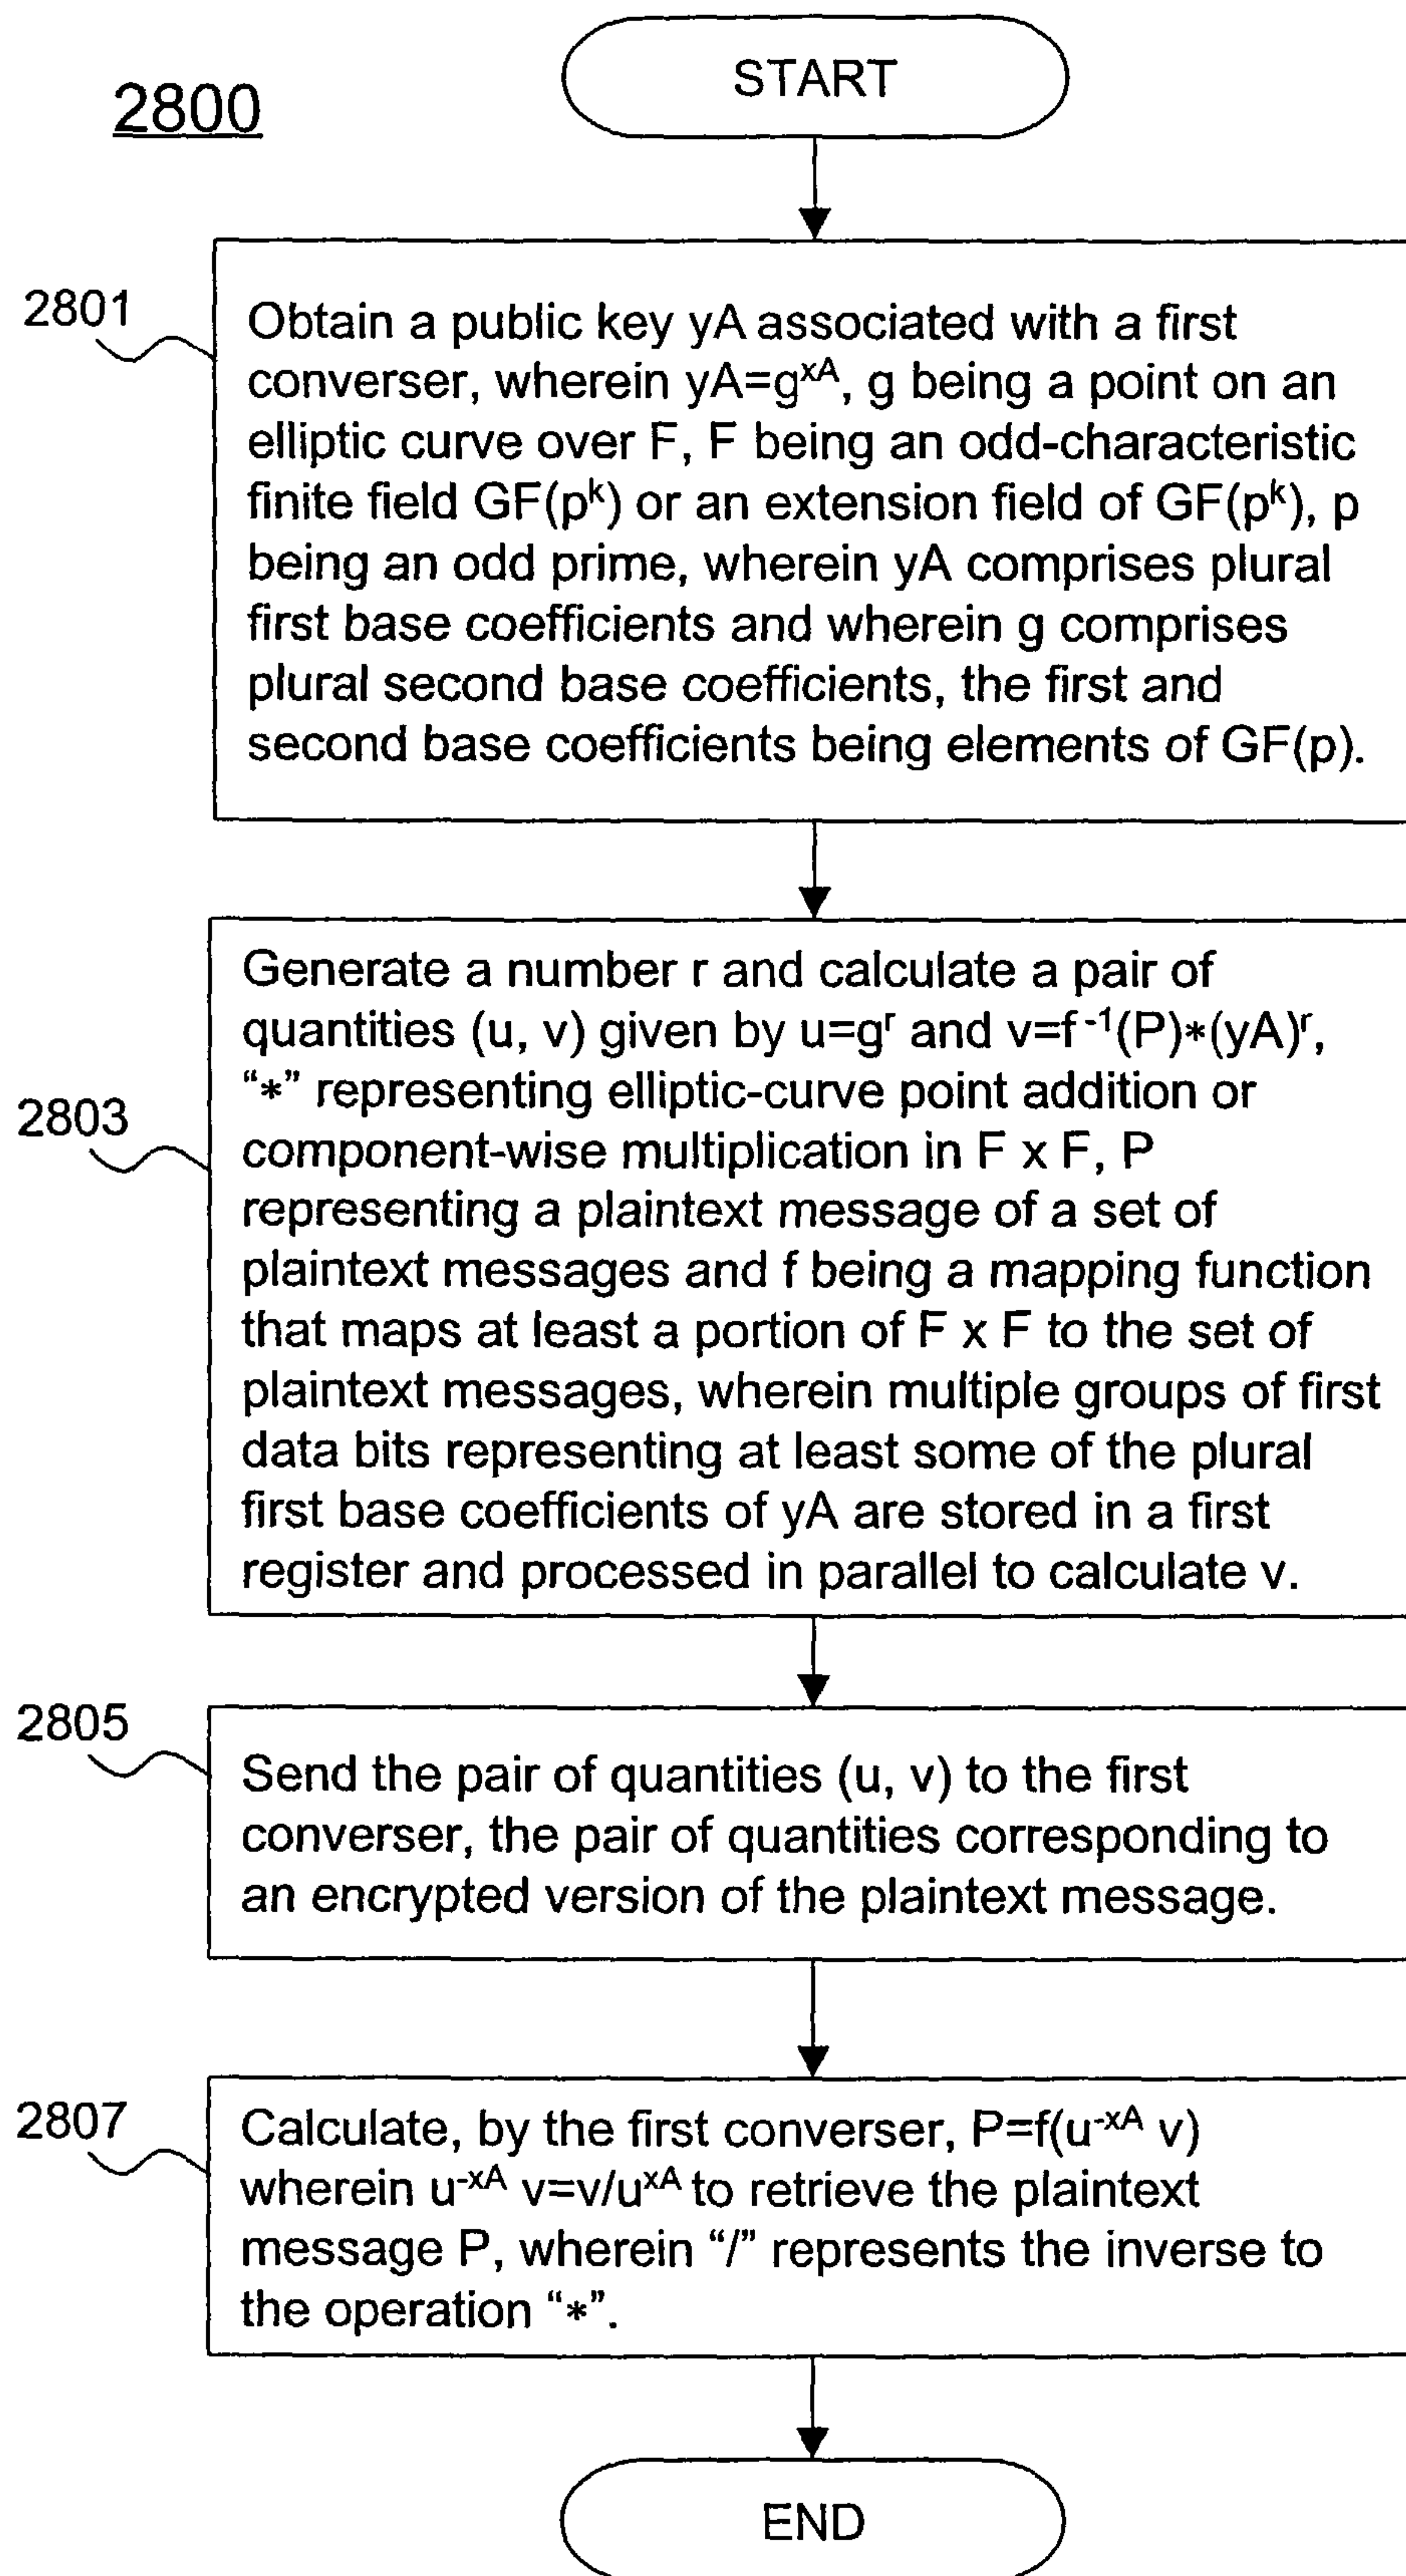 START
2800
2801
Obtain a public key yA associated with a first
converser, wherein yA=g^xA, g being a point on an
elliptic curve over F, F being an odd-characteristic
finite field GF(p^k) or an extension field of GF(p^k), p
being an odd prime, wherein yA comprises plural
first base coefficients and wherein g comprises
plural second base coefficients, the first and
second base coefficients being elements of GF(p).
2803
Generate a number r and calculate a pair of
quantities (u, v) given by u=g^r and v=f^-1(P)*(yA)^r,
“*” representing elliptic-curve point addition or
component-wise multiplication in F x F, P
representing a plaintext message of a set of
plaintext messages and f being a mapping function
that maps at least a portion of F x F to the set of
plaintext messages, wherein multiple groups of first
data bits representing at least some of the plural
first base coefficients of yA are stored in a first
register and processed in parallel to calculate v.
2805
Send the pair of quantities (u, v) to the first
converser, the pair of quantities corresponding to
an encrypted version of the plaintext message.
2807
Calculate, by the first converser, P=f(u^-xA v)
wherein u^-xA v=v/u^xA to retrieve the plaintext
message P, wherein “/” represents the inverse to
the operation “*”.
END